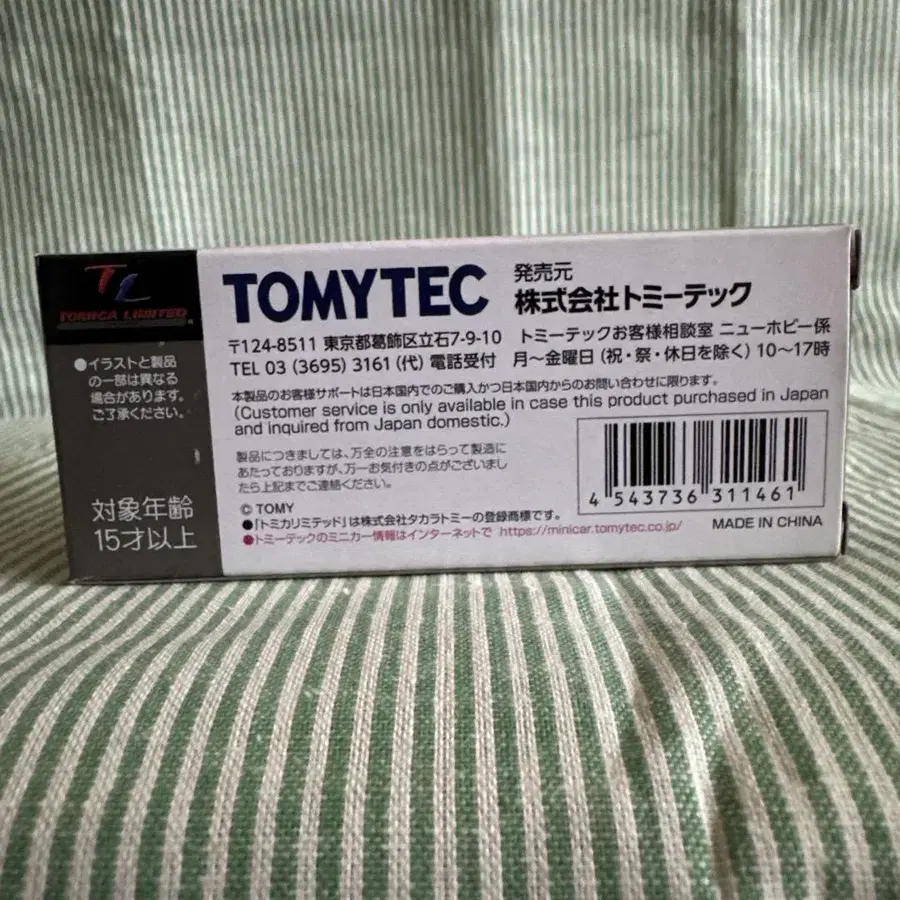 TL
TOMICA LIMITED
●イラストと製品
の一部は異なる
場合があります。
ご了承ください。
対象年齢
15才以上
TOMYTEC
発売元
株式会社トミーテック
〒124-8511 東京都葛飾区立石7-9-10
TEL 03 (3695) 3161 (代) 電話受付
トミーテックお客様相談室 ニューホビー係
月〜金曜日 (祝・祭・休日を除く) 10〜17時
本製品のお客様サポートは日本国内でのご購入かつ日本国内からのお問い合わせに限ります。
(Customer service is only available in case this product purchased in Japan
and inquired from Japan domestic.)
製品につきましては、万全の注意をはらって製造に
あたっておりますが、万一お気付きの点がございまし
たら上記までご連絡ください。
© TOMY
●「トミカリミテッド」は株式会社タカラトミーの登録商標です。
●トミーテックのミニカー情報はインターネットで https://minicar.tomytec.co.jp/
4 543736 311461
MADE IN CHINA